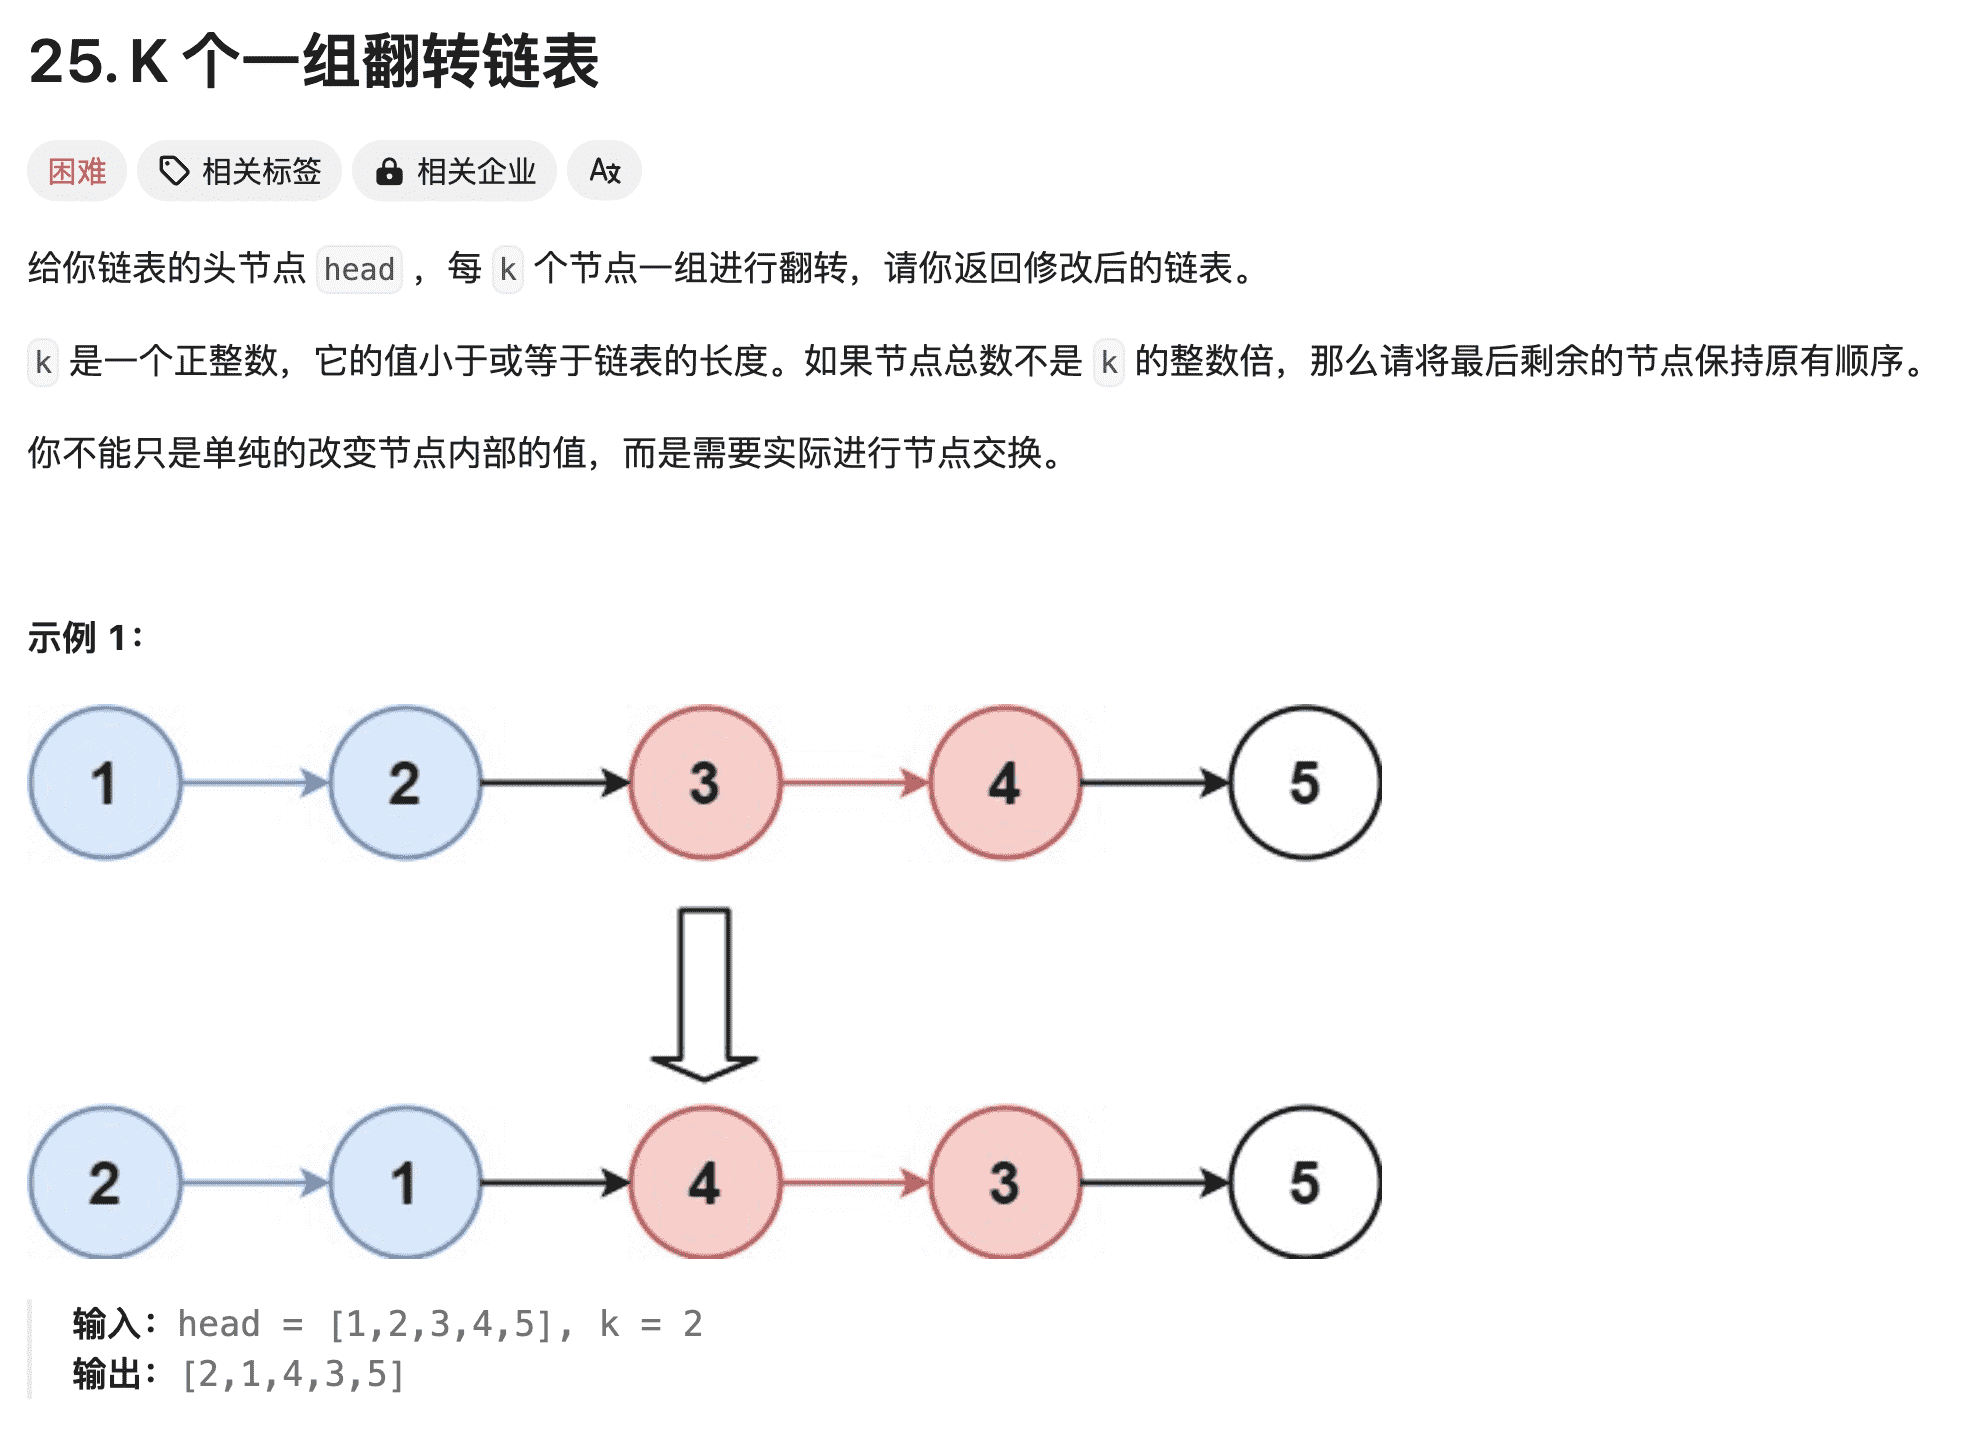 25. K 个一组翻转链表
困难 相关标签 相关企业 A文
给你链表的头节点 head ，每 k 个节点一组进行翻转，请你返回修改后的链表。
k 是一个正整数，它的值小于或等于链表的长度。如果节点总数不是 k 的整数倍，那么请将最后剩余的节点保持原有顺序。
你不能只是单纯的改变节点内部的值，而是需要实际进行节点交换。
示例 1：
1 2 3 4 5
2 1 4 3 5
输入：head = [1,2,3,4,5], k = 2
输出：[2,1,4,3,5]